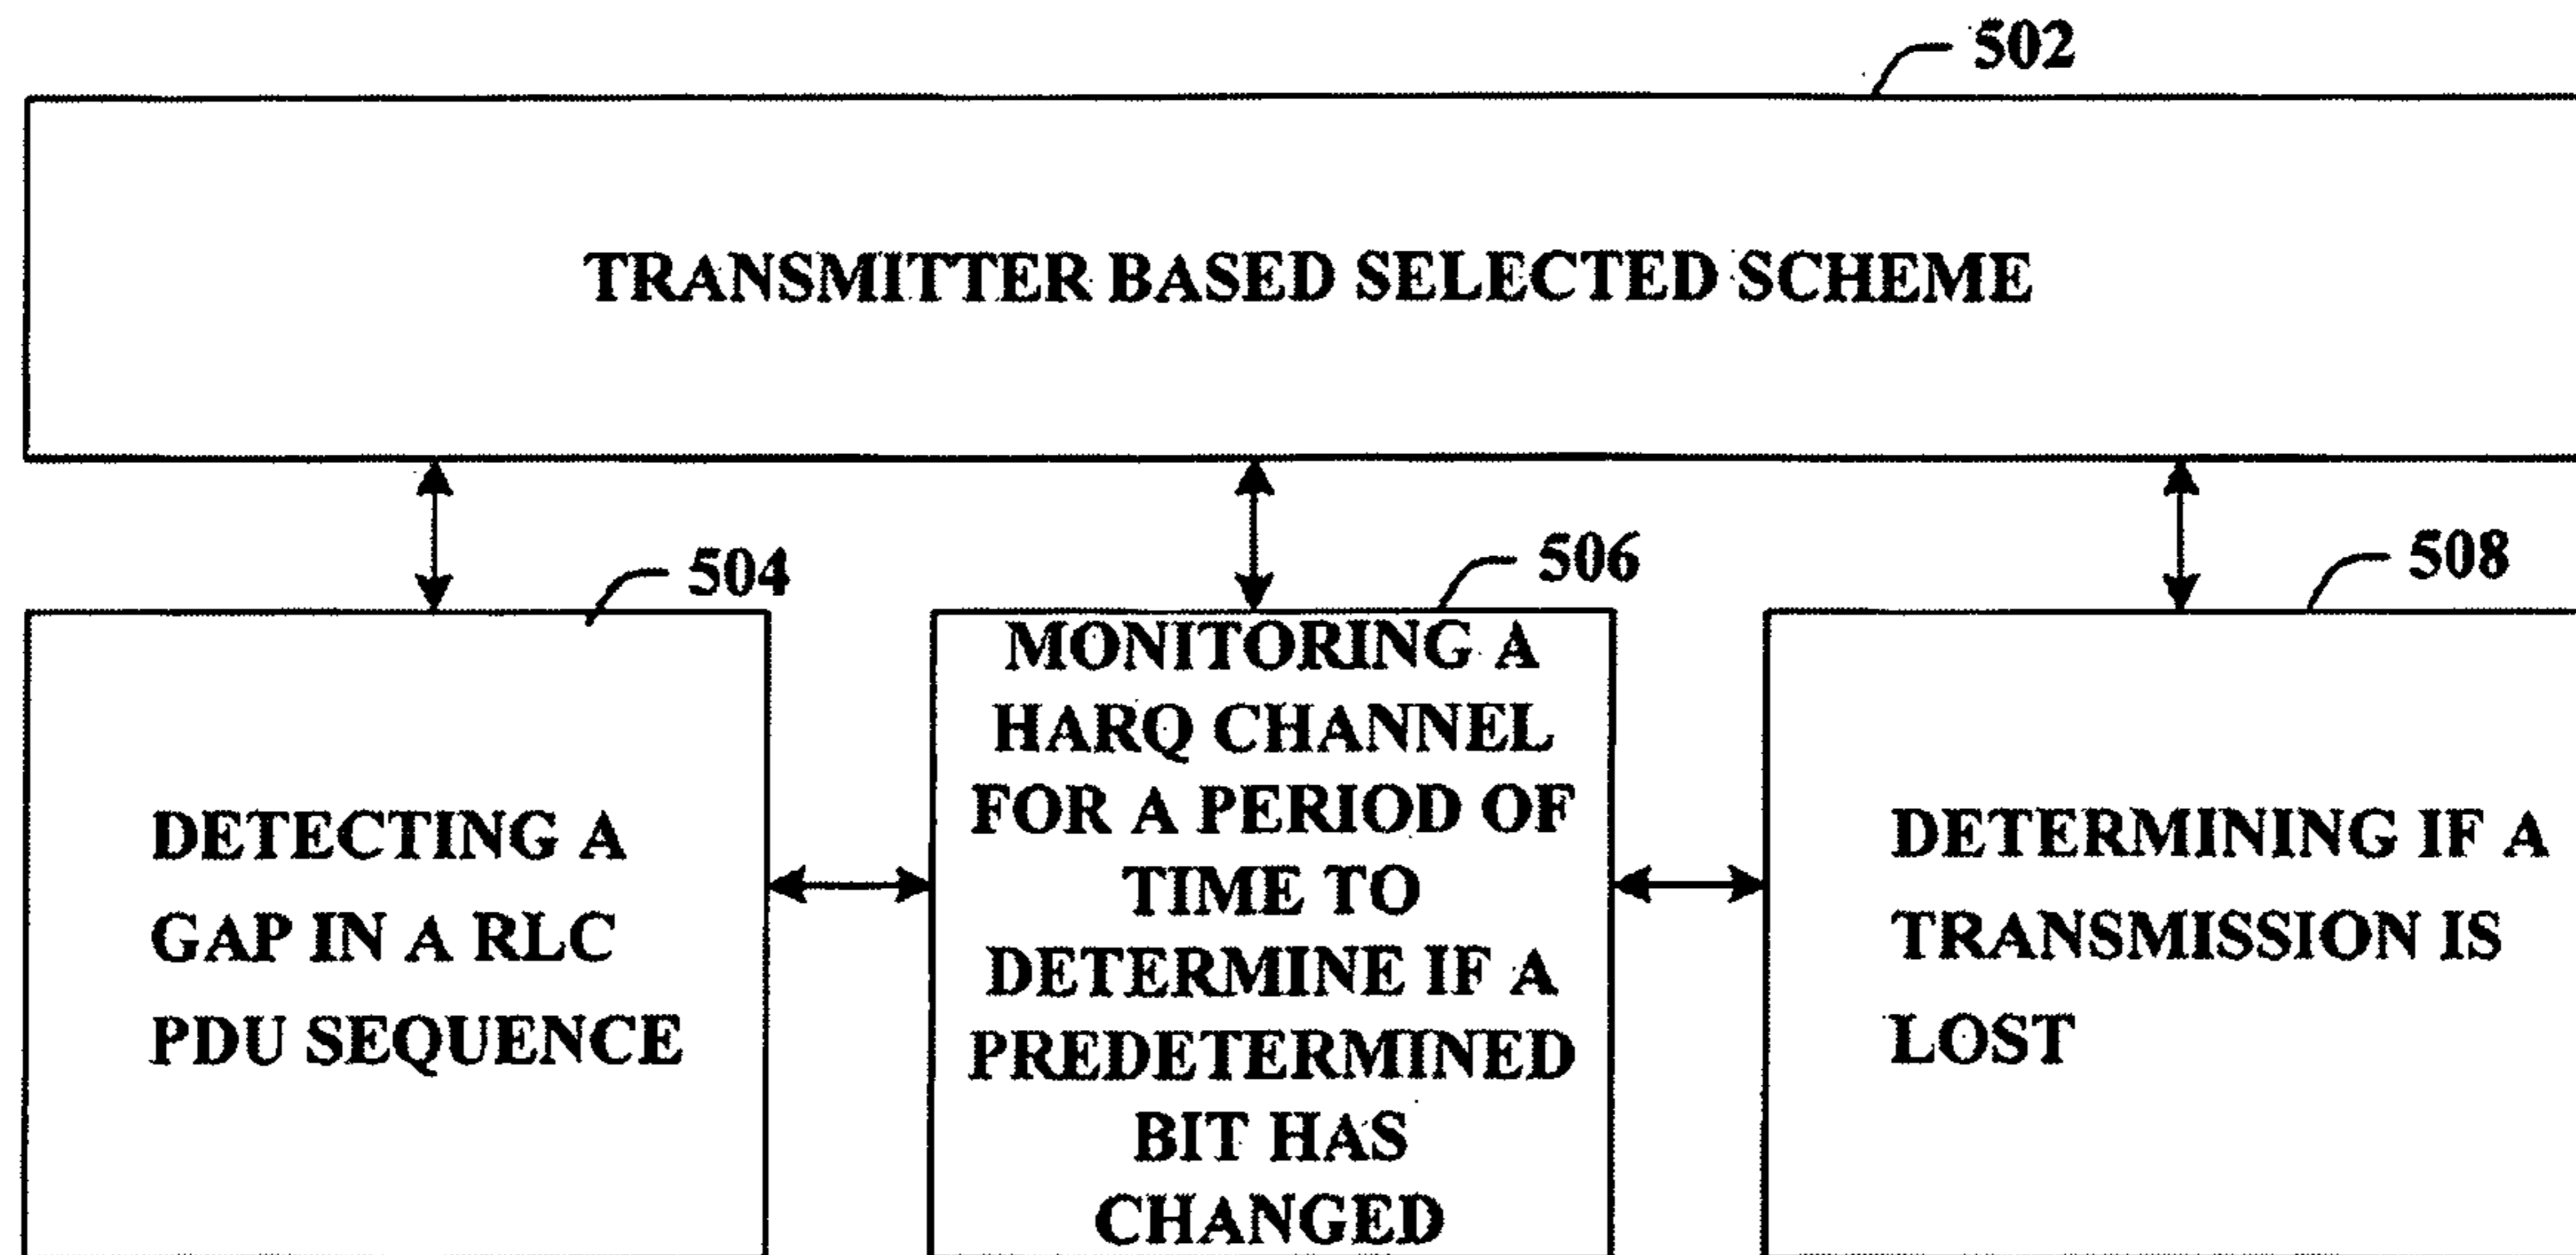 502
TRANSMITTER BASED SELECTED SCHEME
504
506
508
DETECTING A
GAP IN A RLC
PDU SEQUENCE
MONITORING A
HARQ CHANNEL
FOR A PERIOD OF
TIME TO
DETERMINE IF A
PREDETERMINED
BIT HAS
CHANGED
DETERMINING IF A
TRANSMISSION IS
LOST